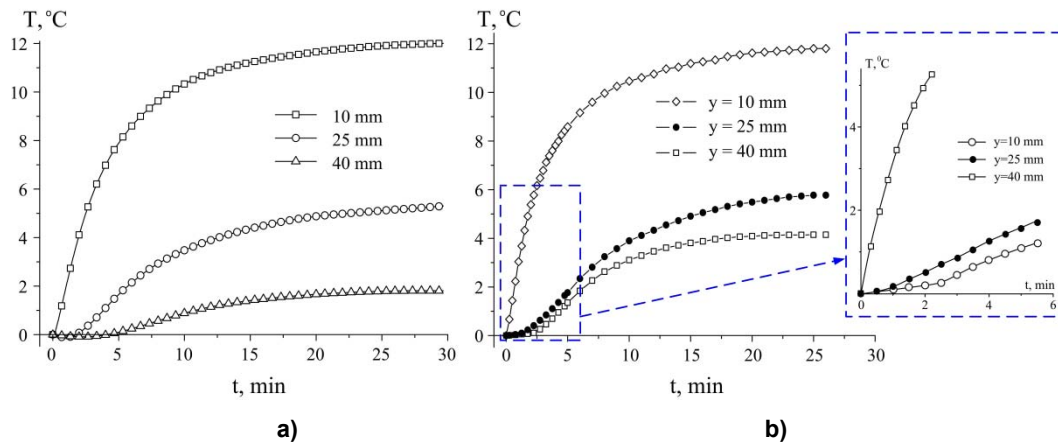 T, °C
12
10
8
6
4
2
0
0 5 10 15 20 25 30
t, min
10 mm
25 mm
40 mm
a)
T, °C
12
10
8
6
4
2
0
0 5 10 15 20 25 30
t, min
y = 10 mm
y = 25 mm
y = 40 mm
b)
T, °C
4
2
0
0 2 4 6
t, min
y=10 mm
y=25 mm
y=40 mm